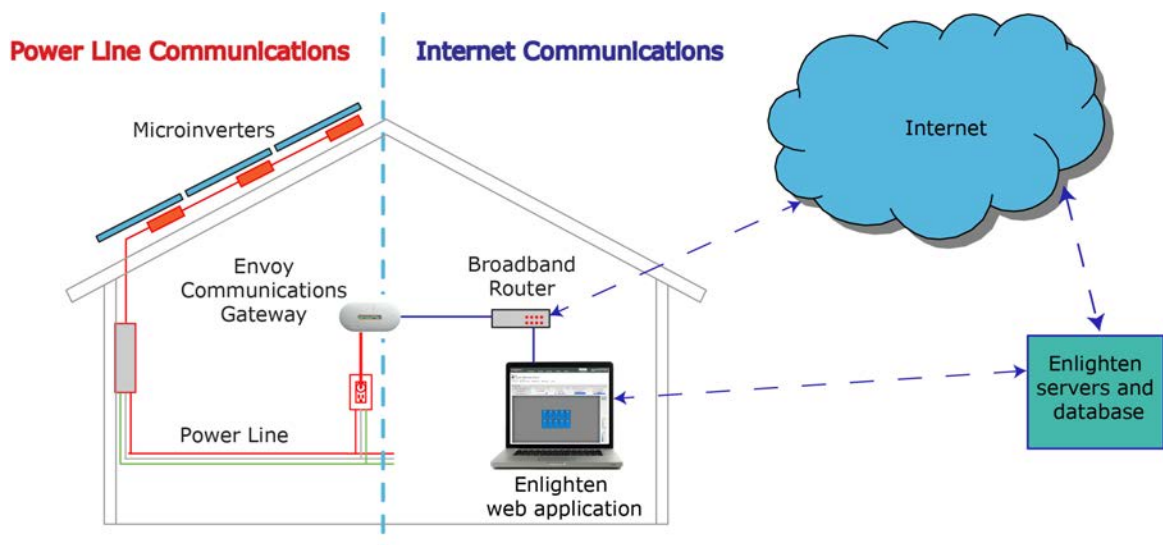 Power Line Communications
Internet Communications
Microinverters
Internet
Envoy
Communications
Gateway
Broadband
Router
Power Line
Enlighten
web application
Enlighten
servers and
database